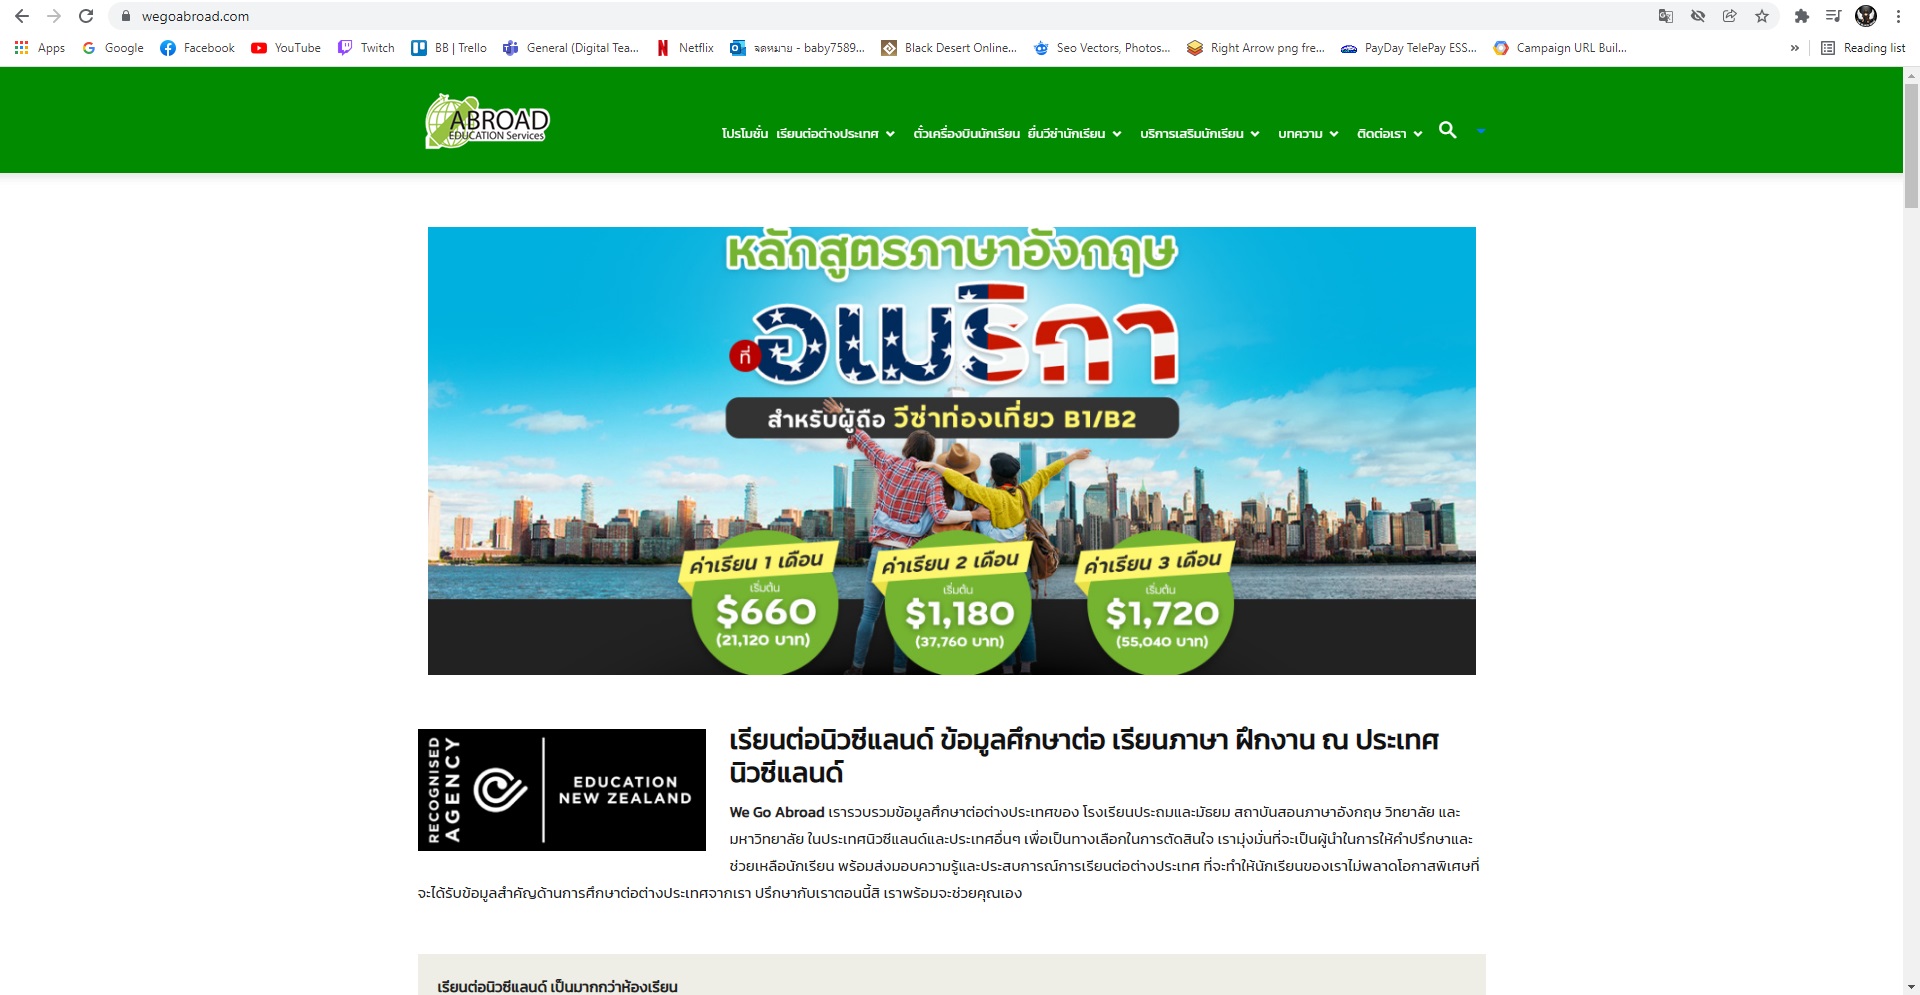 wegoabroad.com
Apps Google Facebook YouTube Twitch BB | Trello General (Digital Tea... Netflix จดหมาย - baby7589... Black Desert Online... Seo Vectors, Photos... Right Arrow png fre... PayDay TelePay ESS... Campaign URL Buil... » Reading list
ABROAD
EDUCATION Services
โปรโมชั่น เรียนต่อต่างประเทศ ตั๋วเครื่องบินนักเรียน ยื่นวีซ่านักเรียน บริการเสริมนักเรียน บทความ ติดต่อเรา
หลักสูตรภาษาอังกฤษ
ที่ อเมริกา
สำหรับผู้ถือ วีซ่าท่องเที่ยว B1/B2
ค่าเรียน 1 เดือน
เริ่มต้น
$660
(21,120 บาท)
ค่าเรียน 2 เดือน
เริ่มต้น
$1,180
(37,760 บาท)
ค่าเรียน 3 เดือน
เริ่มต้น
$1,720
(55,040 บาท)
RECOGNISED
AGENCY
EDUCATION
NEW ZEALAND
เรียนต่อนิวซีแลนด์ ข้อมูลศึกษาต่อ เรียนภาษา ฝึกงาน ณ ประเทศ
นิวซีแลนด์
We Go Abroad เรารวบรวมข้อมูลศึกษาต่อต่างประเทศของ โรงเรียนประถมและมัธยม สถาบันสอนภาษาอังกฤษ วิทยาลัย และ
มหาวิทยาลัย ในประเทศนิวซีแลนด์และประเทศอื่นๆ เพื่อเป็นทางเลือกในการตัดสินใจ เรามุ่งมั่นที่จะเป็นผู้นำในการให้คำปรึกษาและ
ช่วยเหลือนักเรียน พร้อมส่งมอบความรู้และประสบการณ์การเรียนต่อต่างประเทศ ที่จะทำให้นักเรียนของเราไม่พลาดโอกาสพิเศษที่
จะได้รับข้อมูลสำคัญด้านการศึกษาต่อต่างประเทศจากเรา ปรึกษากับเราตอนนี้สิ เราพร้อมจะช่วยคุณเอง
เรียนต่อนิวซีแลนด์ เป็นมากกว่าห้องเรียน